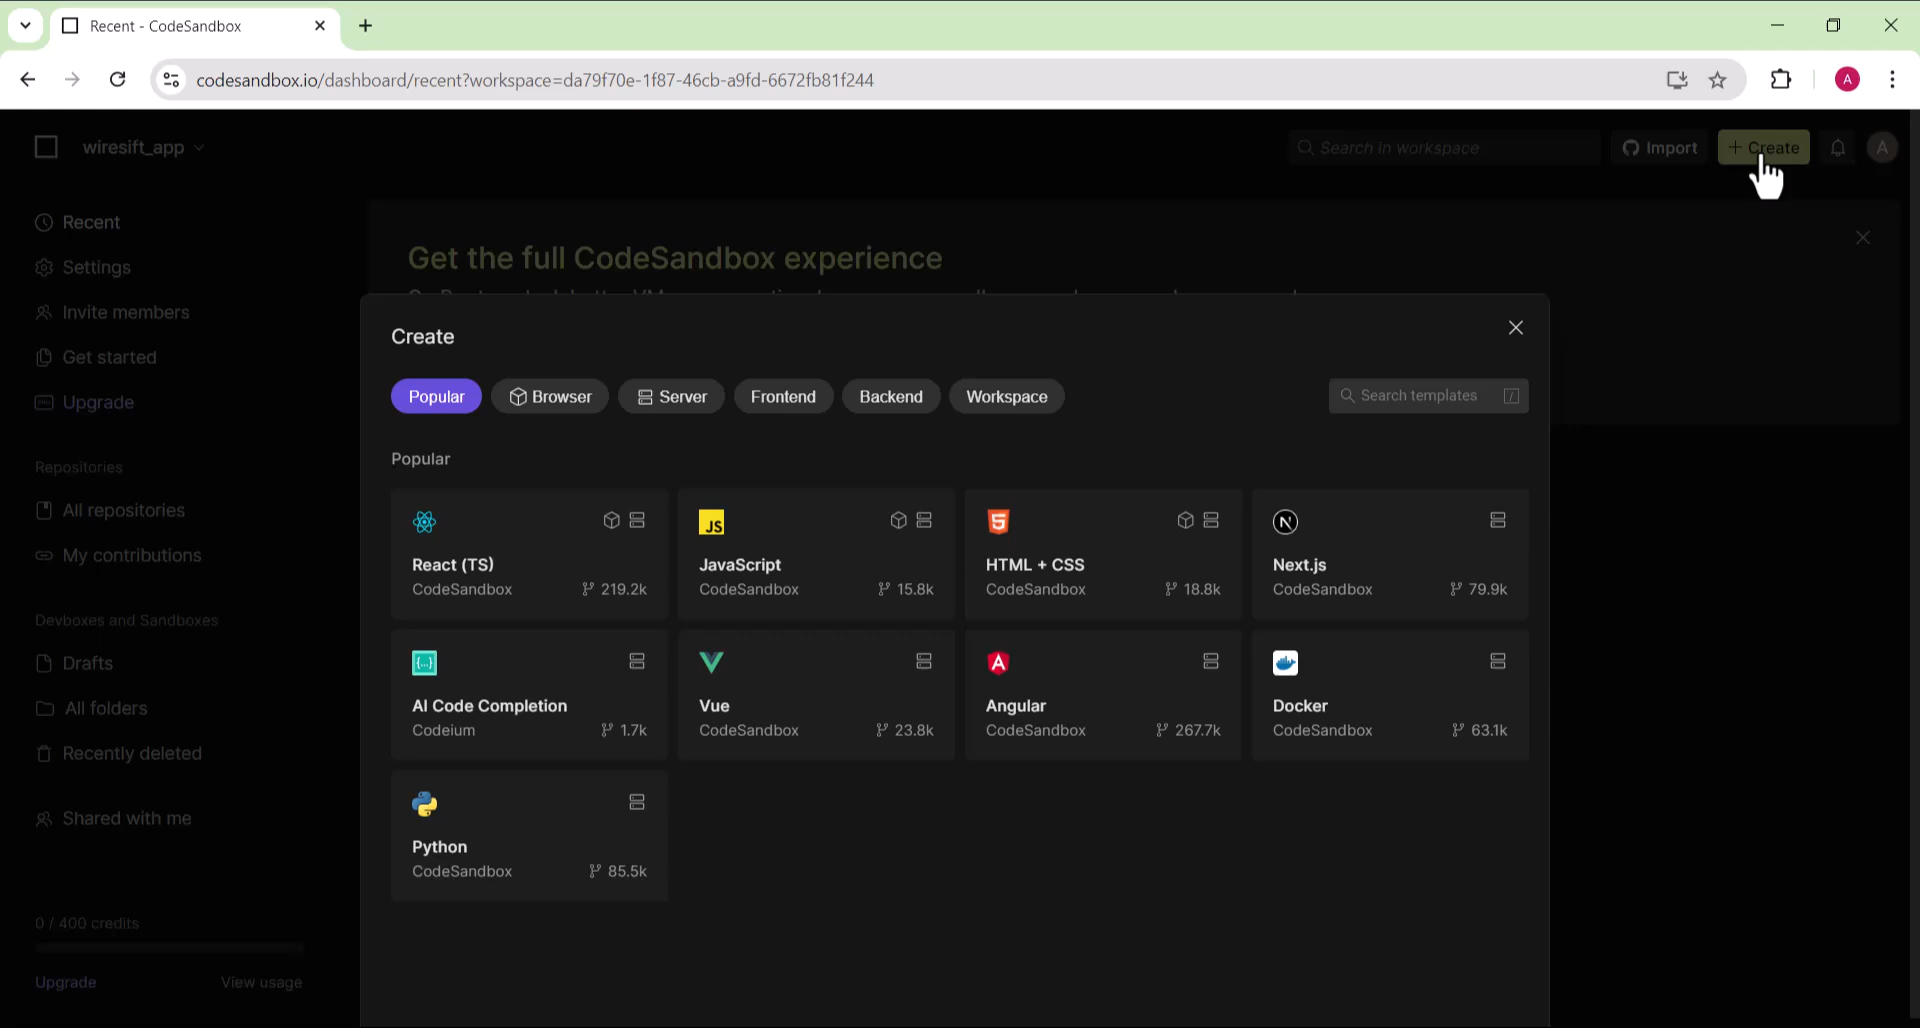 Recent - CodeSandbox
codesandbox.io/dashboard/recent?workspace=da79f70e-1f87-46cb-a9fd-6672fb81f244
A
wiresift_app
Search in workspace
Import
+ Create
A
Recent
Settings
Invite members
Get started
Upgrade
Repositories
All repositories
My contributions
Devboxes and Sandboxes
Drafts
All folders
Recently deleted
Shared with me
0 / 400 credits
Upgrade
View usage
Get the full CodeSandbox experience
Create
Popular
Browser
Server
Frontend
Backend
Workspace
Search templates /
Popular
React (TS)
CodeSandbox
219.2k
JS
JavaScript
CodeSandbox
15.8k
5
HTML + CSS
CodeSandbox
18.8k
N
Next.js
CodeSandbox
79.9k
{...}
AI Code Completion
Codeium
1.7k
Vue
CodeSandbox
23.8k
A
Angular
CodeSandbox
267.7k
Docker
CodeSandbox
63.1k
Python
CodeSandbox
85.5k